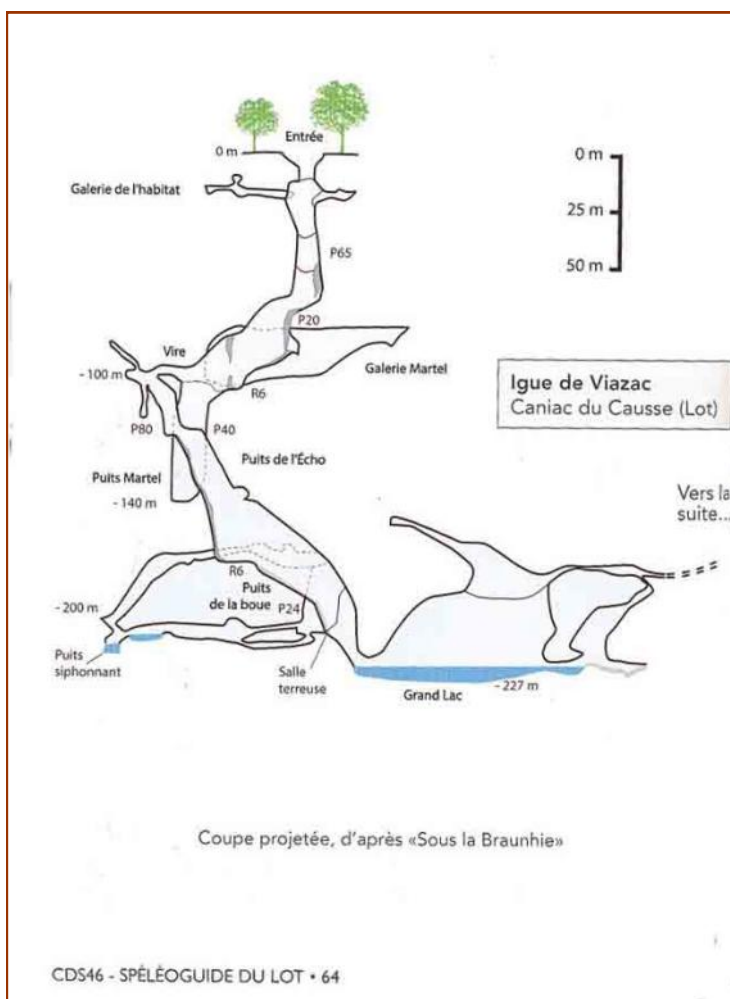 Entrée
0 m
0 m
Galerie de l'habitat
25 m
P65
50 m
P20
Vire
Galerie Martel
- 100 m
R6
Igue de Viazac
Caniac du Causse (Lot)
P80
P40
Puits de l'Écho
Puits Martel
- 140 m
Vers la
suite...
R6
Puits
de la boue
P24
- 200 m
Puits
siphonnant
Salle
terreuse
Grand Lac
- 227 m
Coupe projetée, d'après «Sous la Braunhie»
CDS46 - SPÉLÉOGUIDE DU LOT • 64